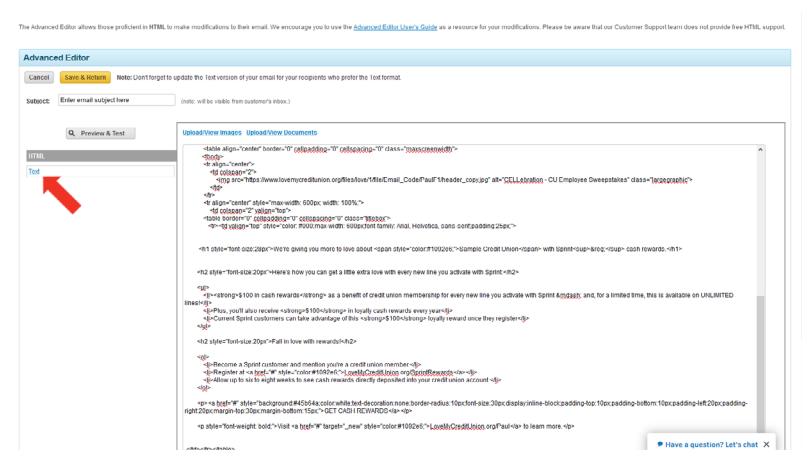 The Advanced Editor allows those proficient in HTML to make modifications to their email. We encourage you to use the Advanced Editor User's Guide as a resource for your modifications. Please be aware that our Customer Support team does not provide free HTML support.
Advanced Editor
Cancel Save & Return Note: Don't forget to update the Text version of your email for your recipients who prefer the Text format.
Subject: Enter email subject here (note: will be visible from customer's inbox.)
Preview & Test
Upload/View Images Upload/View Documents
HTML
Text
<table align="center" border="0" cellpadding="0" cellspacing="0" class="maxscreenwidth">
<tbody>
<tr align="center">
<td colspan="2">
<img src="https://www.lovemycreditunion.org/files/love/1/file/Email_Code/PaulF1/header_copy.jpg" alt="CELLebration - CU Employee Sweepstakes" class="largegraphic">
</td>
</tr>
<tr align="center" style="max-width: 600px; width: 100%;">
<td colspan="2" valign="top">
<table border="0" cellpadding="0" cellspacing="0" class="titlebox">
<tr><td valign="top" style="color: #000;max-width: 600px;font-family: Arial, Helvetica, sans-serif;padding:25px;">
<h1 style="font-size:28px">We're giving you more to love about <span style="color:#1092e6;">Sample Credit Union</span> with Sprint<sup>&reg;</sup> cash rewards.</h1>
<h2 style="font-size:20px">Here's how you can get a little extra love with every new line you activate with Sprint:</h2>
<ul>
<li><strong>$100 in cash rewards</strong> as a benefit of credit union membership for every new line you activate with Sprint &mdash; and, for a limited time, this is available on UNLIMITED
lines!</li>
<li>Plus, you'll also receive <strong>$100</strong> in loyalty cash rewards every year</li>
<li>Current Sprint customers can take advantage of this <strong>$100</strong> loyalty reward once they register</li>
</ul>
<h2 style="font-size:20px">Fall in love with rewards!</h2>
<ol>
<li>Become a Sprint customer and mention you're a credit union member.</li>
<li>Register at <a href="#" style="color:#1092e6;">LoveMyCreditUnion.org/SprintRewards</a></li>
<li>Allow up to six to eight weeks to see cash rewards directly deposited into your credit union account.</li>
</ol>
<p><a href="#" style="background:#45b64a;color:white;text-decoration:none;border-radius:10px;font-size:30px;display:inline-block;padding-top:10px;padding-bottom:10px;padding-left:20px;padding-
right:20px;margin-top:30px;margin-bottom:15px;">GET CASH REWARDS</a></p>
<p style="font-weight: bold;">Visit <a href="#" target="_new" style="color:#1092e6;">LoveMyCreditUnion.org/Paul</a> to learn more.</p>
</td></tr></table>
Have a question? Let's chat X